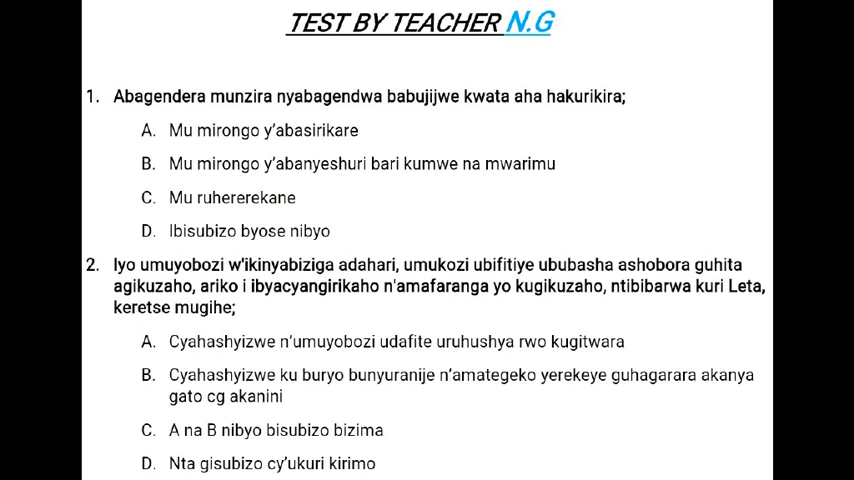 TEST BY TEACHER N.G
1. Abagendera munzira nyabagendwa babujijwe kwata aha hakurikira;
A. Mu mirongo y'abasirikare
B. Mu mirongo y'abanyeshuri bari kumwe na mwarimu
C. Mu ruhererekane
D. Ibisubizo byose nibyo
2. Iyo umuyobozi w'ikinyabiziga adahari, umukozi ubifitiye ububasha ashobora guhita
agikuzaho, ariko i ibyacyangirikaho n'amafaranga yo kugikuzaho, ntibibarwa kuri Leta,
keretse mugihe;
A. Cyahashyizwe n'umuyobozi udafite uruhushya rwo kugitwara
B. Cyahashyizwe ku buryo bunyuranije n'amategeko yerekeye guhagarara akanya
gato cg akanini
C. A na B nibyo bisubizo bizima
D. Nta gisubizo cy'ukuri kirimo